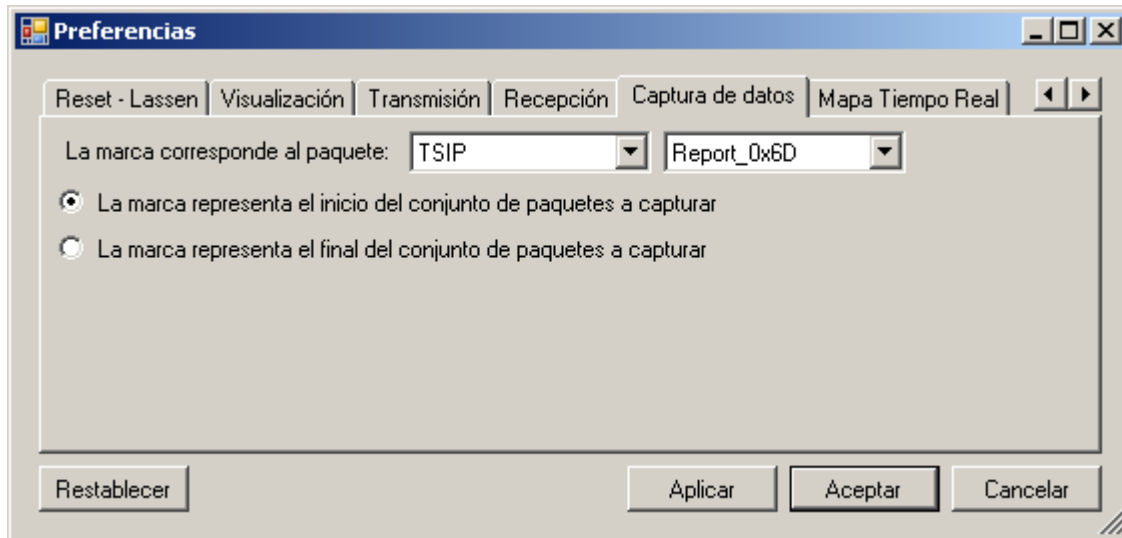 Preferencias
Reset - Lassen Visualización Transmisión Recepción Captura de datos Mapa Tiempo Real
La marca corresponde al paquete: TSIP Report_0x6D
La marca representa el inicio del conjunto de paquetes a capturar
La marca representa el final del conjunto de paquetes a capturar
Restablecer Aplicar Aceptar Cancelar